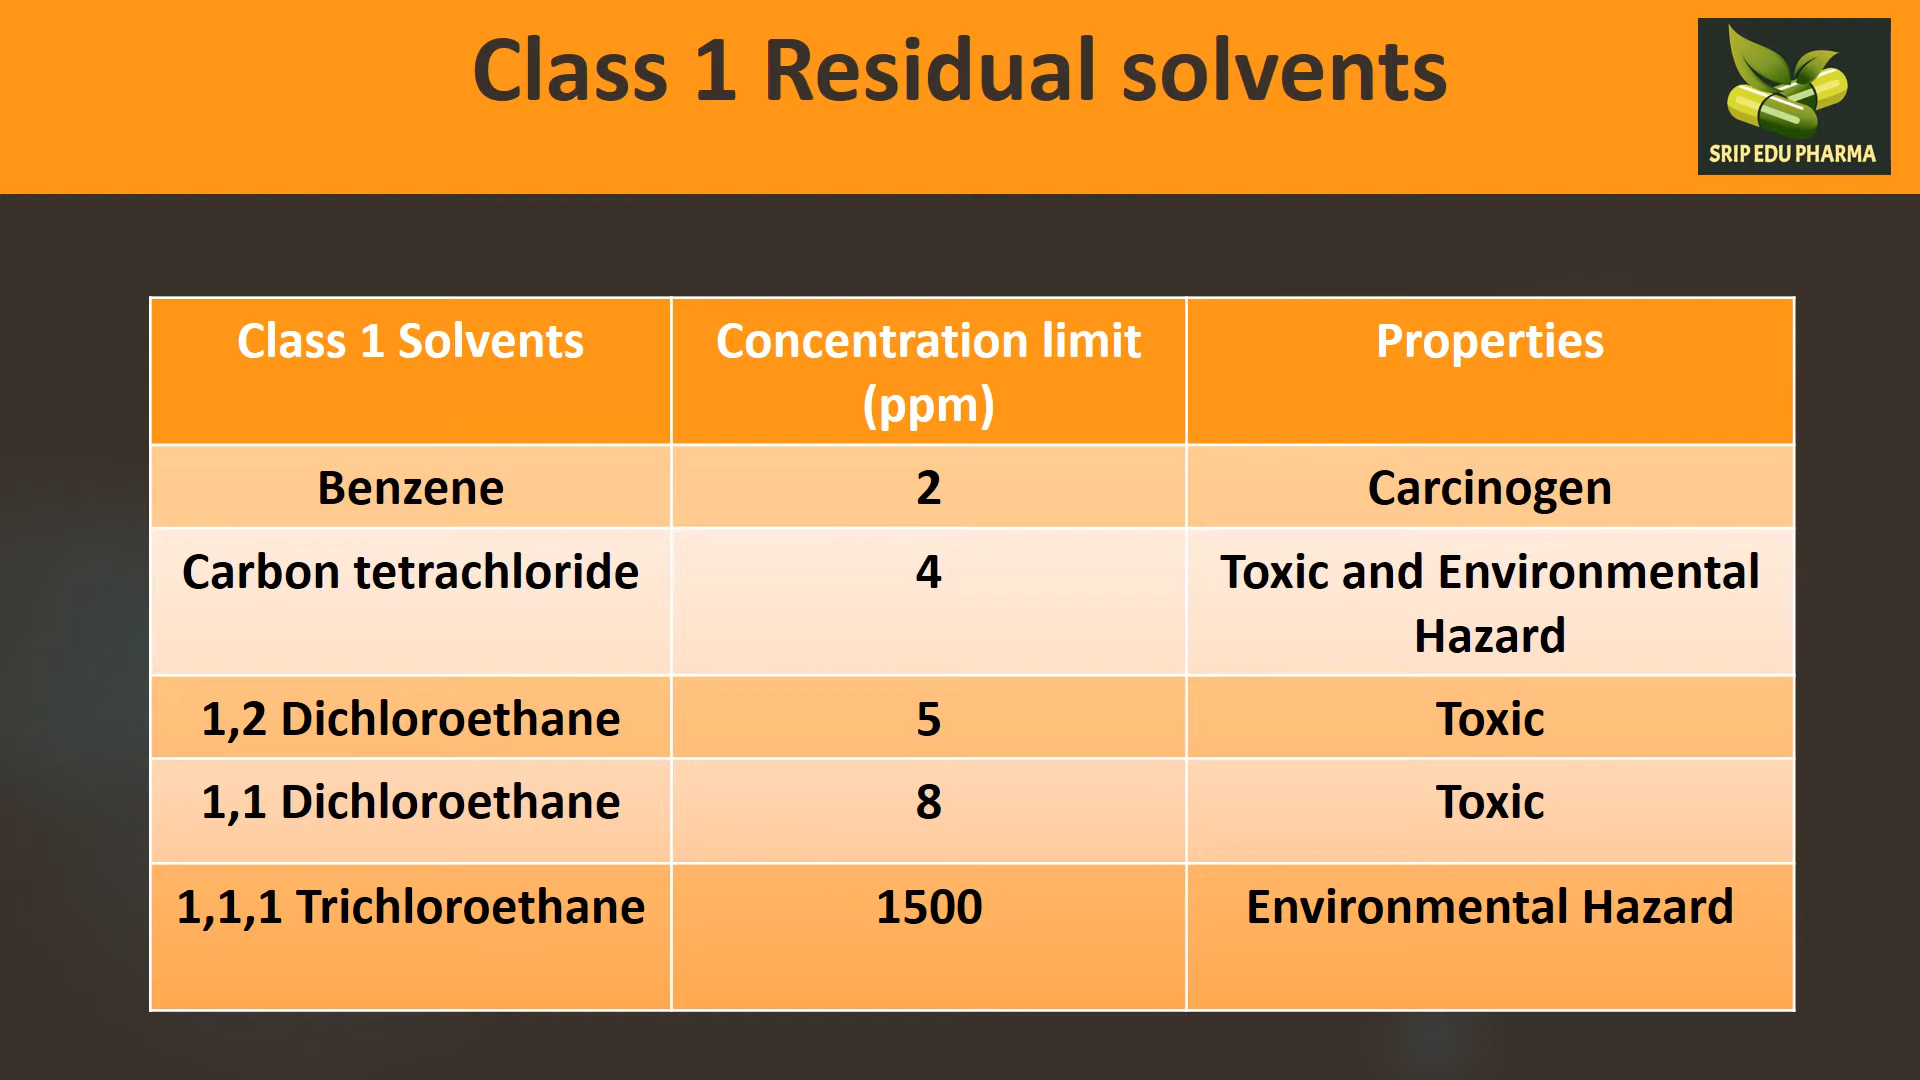 Class 1 Residual solvents
SRIP EDU PHARMA
Class 1 Solvents
Concentration limit
(ppm)
Properties
Benzene
2
Carcinogen
Carbon tetrachloride
4
Toxic and Environmental
Hazard
1,2 Dichloroethane
5
Toxic
1,1 Dichloroethane
8
Toxic
1,1,1 Trichloroethane
1500
Environmental Hazard